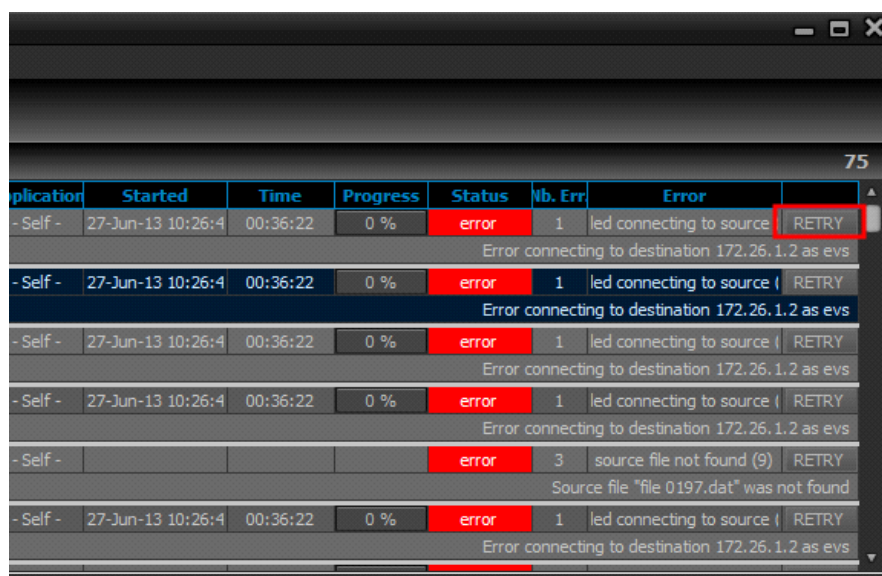 75
plication Started Time Progress Status Nb. Err. Error
- Self - 27-Jun-13 10:26:4 00:36:22 0 % error 1 led connecting to source ( RETRY
Error connecting to destination 172.26.1.2 as evs
- Self - 27-Jun-13 10:26:4 00:36:22 0 % error 1 led connecting to source ( RETRY
Error connecting to destination 172.26.1.2 as evs
- Self - 27-Jun-13 10:26:4 00:36:22 0 % error 1 led connecting to source ( RETRY
Error connecting to destination 172.26.1.2 as evs
- Self - 27-Jun-13 10:26:4 00:36:22 0 % error 1 led connecting to source ( RETRY
Error connecting to destination 172.26.1.2 as evs
- Self - error 3 source file not found (9) RETRY
Source file "file 0197.dat" was not found
- Self - 27-Jun-13 10:26:4 00:36:22 0 % error 1 led connecting to source ( RETRY
Error connecting to destination 172.26.1.2 as evs